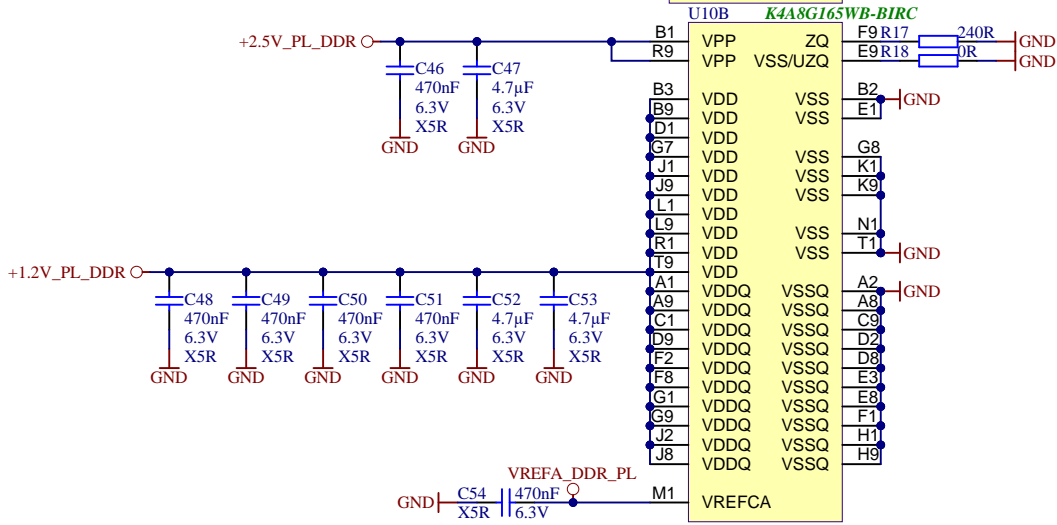 U10B K4A8G165WB-BIRC
+2.5V_PL_DDR
B1 VPP ZQ F9 R17 240R GND
R9 VPP VSS/UZQ E9 R18 0R GND
C46 470nF 6.3V X5R GND
C47 4.7µF 6.3V X5R GND
B3 VDD VSS B2 GND
B9 VDD VSS E1
D1 VDD
G7 VDD VSS G8
J1 VDD VSS K1
J9 VDD VSS K9
L1 VDD
L9 VDD VSS N1
R1 VDD VSS T1 GND
+1.2V_PL_DDR
T9 VDD
A1 VDDQ VSSQ A2 GND
A9 VDDQ VSSQ A8
C1 VDDQ VSSQ C9
D9 VDDQ VSSQ D2
F2 VDDQ VSSQ D8
F8 VDDQ VSSQ E3
G1 VDDQ VSSQ E8
G9 VDDQ VSSQ F1
J2 VDDQ VSSQ H1
J8 VDDQ VSSQ H9
C48 470nF 6.3V X5R GND
C49 470nF 6.3V X5R GND
C50 470nF 6.3V X5R GND
C51 470nF 6.3V X5R GND
C52 4.7µF 6.3V X5R GND
C53 4.7µF 6.3V X5R GND
VREFA_DDR_PL
GND C54 470nF M1 VREFCA
X5R 6.3V